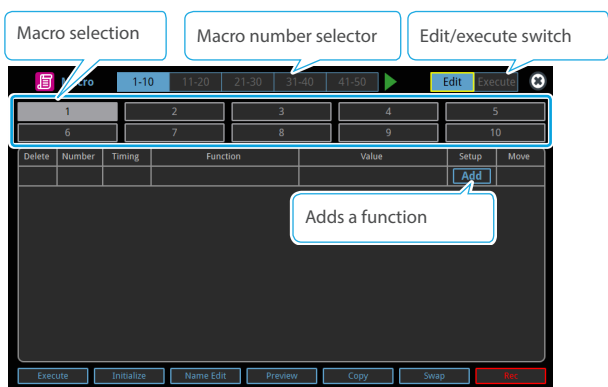 Macro selection
Macro number selector
Edit/execute switch
Macro 1-10 11-20 21-30 31-40 41-50 Edit Execute
1 2 3 4 5
6 7 8 9 10
Delete Number Timing Function Value Setup Move
Add
Adds a function
Execute Initialize Name Edit Preview Copy Swap Rec